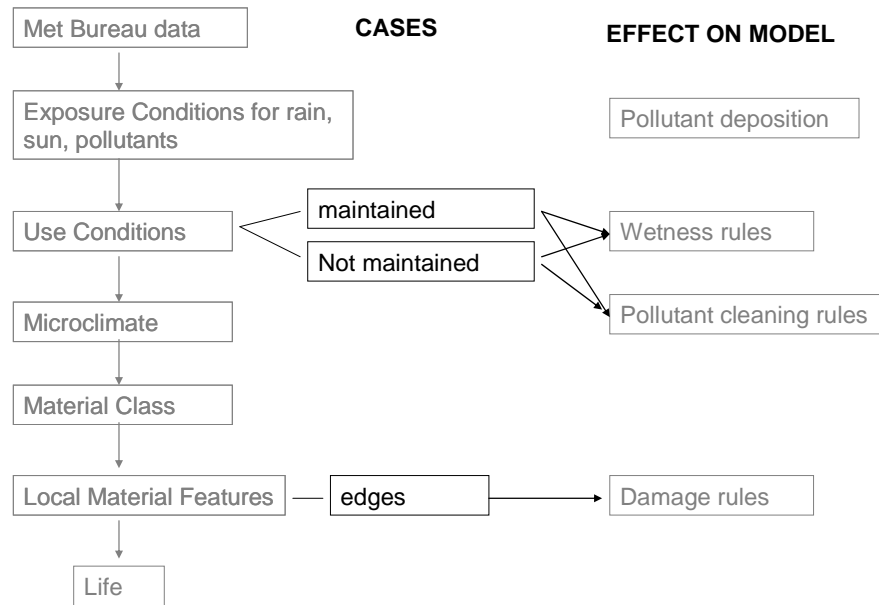 Met Bureau data
CASES
EFFECT ON MODEL
Exposure Conditions for rain,
sun, pollutants
Pollutant deposition
Use Conditions
maintained
Not maintained
Wetness rules
Microclimate
Pollutant cleaning rules
Material Class
Local Material Features
edges
Damage rules
Life